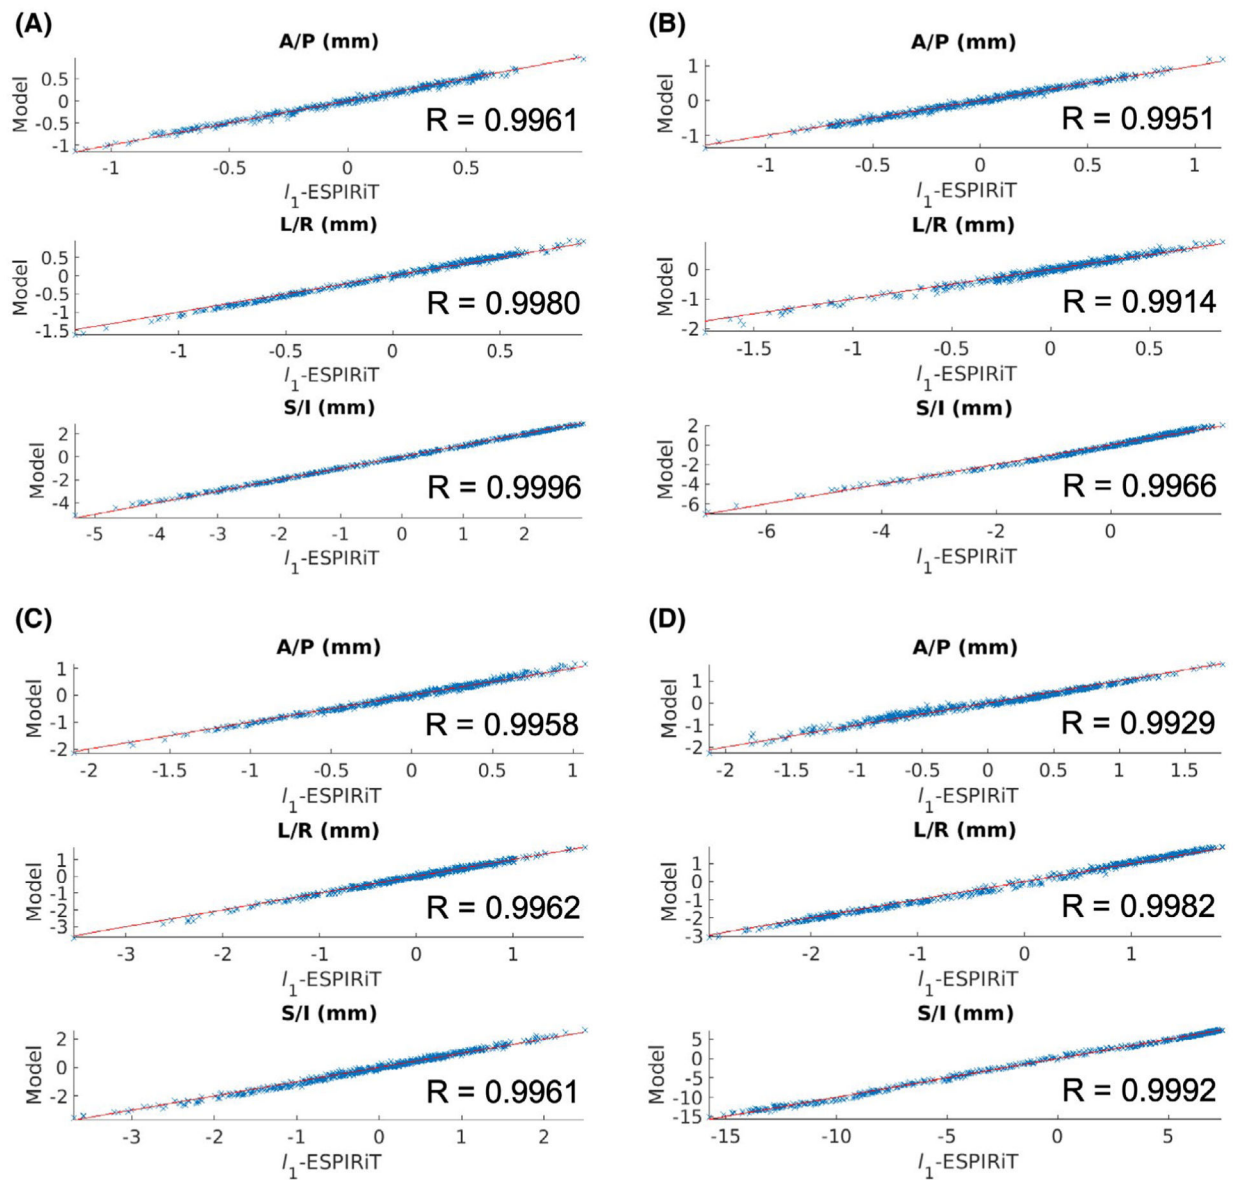 (A)
A/P (mm)
Model
0.5
0
-0.5
-1
R = 0.9961
-1 -0.5 0 0.5
l1-ESPIRiT
L/R (mm)
Model
0.5
0
-0.5
-1
-1.5
R = 0.9980
-1 -0.5 0 0.5
l1-ESPIRiT
S/I (mm)
Model
2
0
-2
-4
R = 0.9996
-5 -4 -3 -2 -1 0 1 2
l1-ESPIRiT
(B)
A/P (mm)
Model
1
0
-1
R = 0.9951
-1 -0.5 0 0.5 1
l1-ESPIRiT
L/R (mm)
Model
0
-1
-2
R = 0.9914
-1.5 -1 -0.5 0 0.5
l1-ESPIRiT
S/I (mm)
Model
2
0
-2
-4
-6
R = 0.9966
-6 -4 -2 0
l1-ESPIRiT
(C)
A/P (mm)
Model
1
0
-1
-2
R = 0.9958
-2 -1.5 -1 -0.5 0 0.5 1
l1-ESPIRiT
L/R (mm)
Model
1
0
-1
-2
-3
R = 0.9962
-3 -2 -1 0 1
l1-ESPIRiT
S/I (mm)
Model
2
0
-2
R = 0.9961
-3 -2 -1 0 1 2
l1-ESPIRiT
(D)
A/P (mm)
Model
1
0
-1
-2
R = 0.9929
-2 -1.5 -1 -0.5 0 0.5 1 1.5
l1-ESPIRiT
L/R (mm)
Model
1
0
-1
-2
-3
R = 0.9982
-2 -1 0 1
l1-ESPIRiT
S/I (mm)
Model
5
0
-5
-10
-15
R = 0.9992
-15 -10 -5 0 5
l1-ESPIRiT